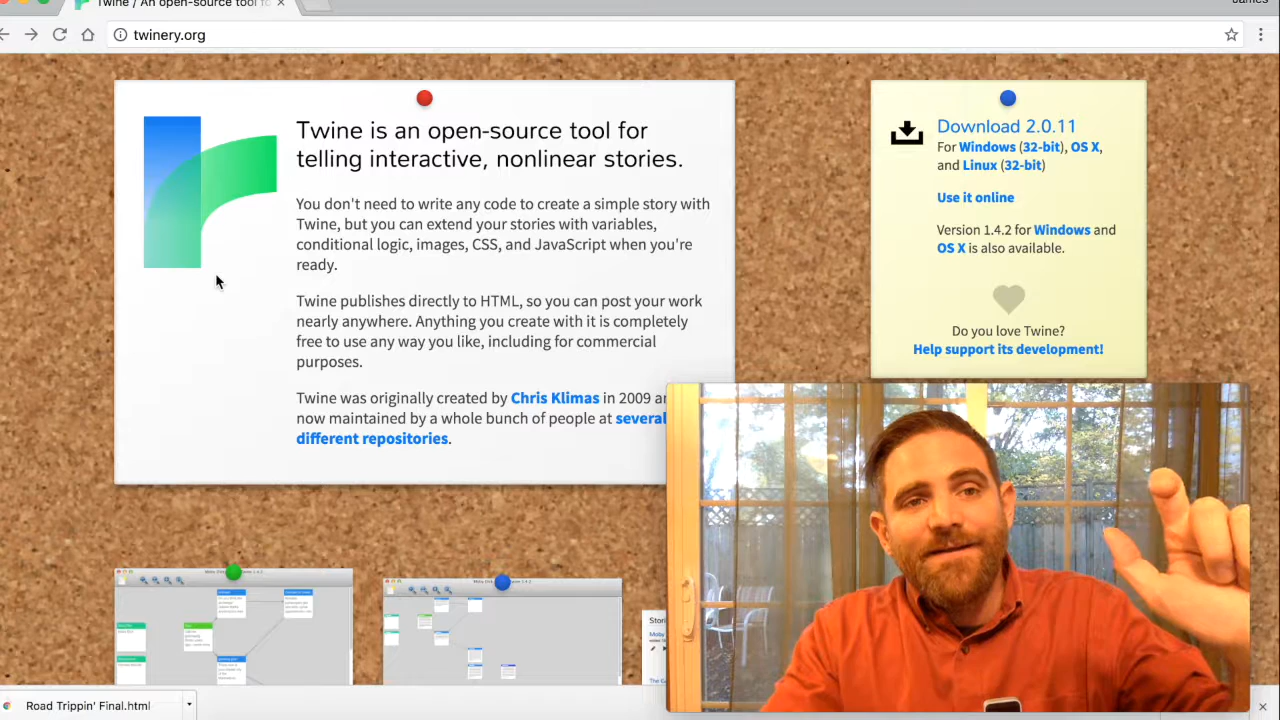 Twine / An open-source tool fo
James
twinery.org
Twine is an open-source tool for
telling interactive, nonlinear stories.
You don't need to write any code to create a simple story with
Twine, but you can extend your stories with variables,
conditional logic, images, CSS, and JavaScript when you're
ready.
Twine publishes directly to HTML, so you can post your work
nearly anywhere. Anything you create with it is completely
free to use any way you like, including for commercial
purposes.
Twine was originally created by Chris Klimas in 2009 an
now maintained by a whole bunch of people at several
different repositories.
Download 2.0.11
For Windows (32-bit), OS X,
and Linux (32-bit)
Use it online
Version 1.4.2 for Windows and
OS X is also available.
Do you love Twine?
Help support its development!
Stori
Moby
Road Trippin' Final.html